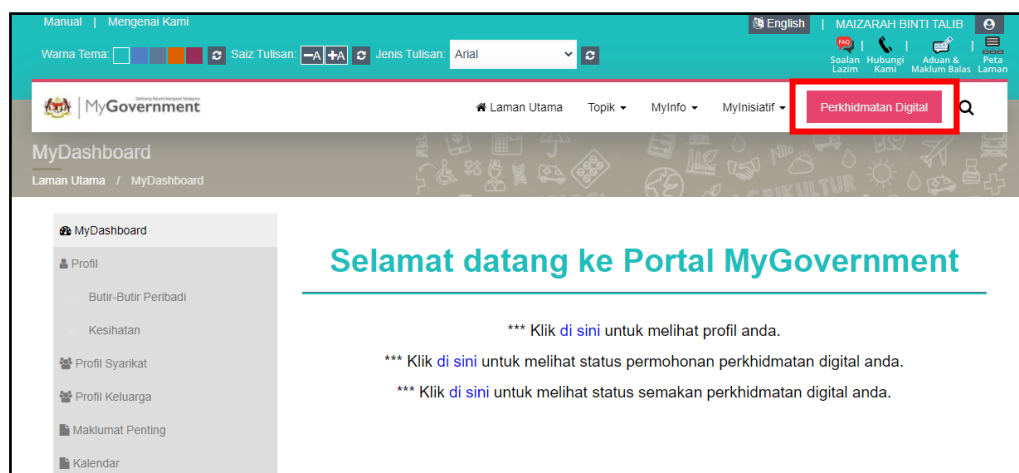 Manual | Mengenai Kami
English | MAIZARAH BINTI TALIB
Warna Tema: Saiz Tulisan: -A +A Jenis Tulisan: Arial
FAQ
Soalan Lazim | Hubungi Kami | Aduan & Maklum Balas | Peta Laman
MyGovernment
Laman Utama Topik MyInfo MyInisiatif Perkhidmatan Digital
MyDashboard
Laman Utama / MyDashboard
MyDashboard
Profil
Butir-Butir Peribadi
Kesihatan
Profil Syarikat
Profil Keluarga
Maklumat Penting
Kalendar
Selamat datang ke Portal MyGovernment
*** Klik di sini untuk melihat profil anda.
*** Klik di sini untuk melihat status permohonan perkhidmatan digital anda.
*** Klik di sini untuk melihat status semakan perkhidmatan digital anda.